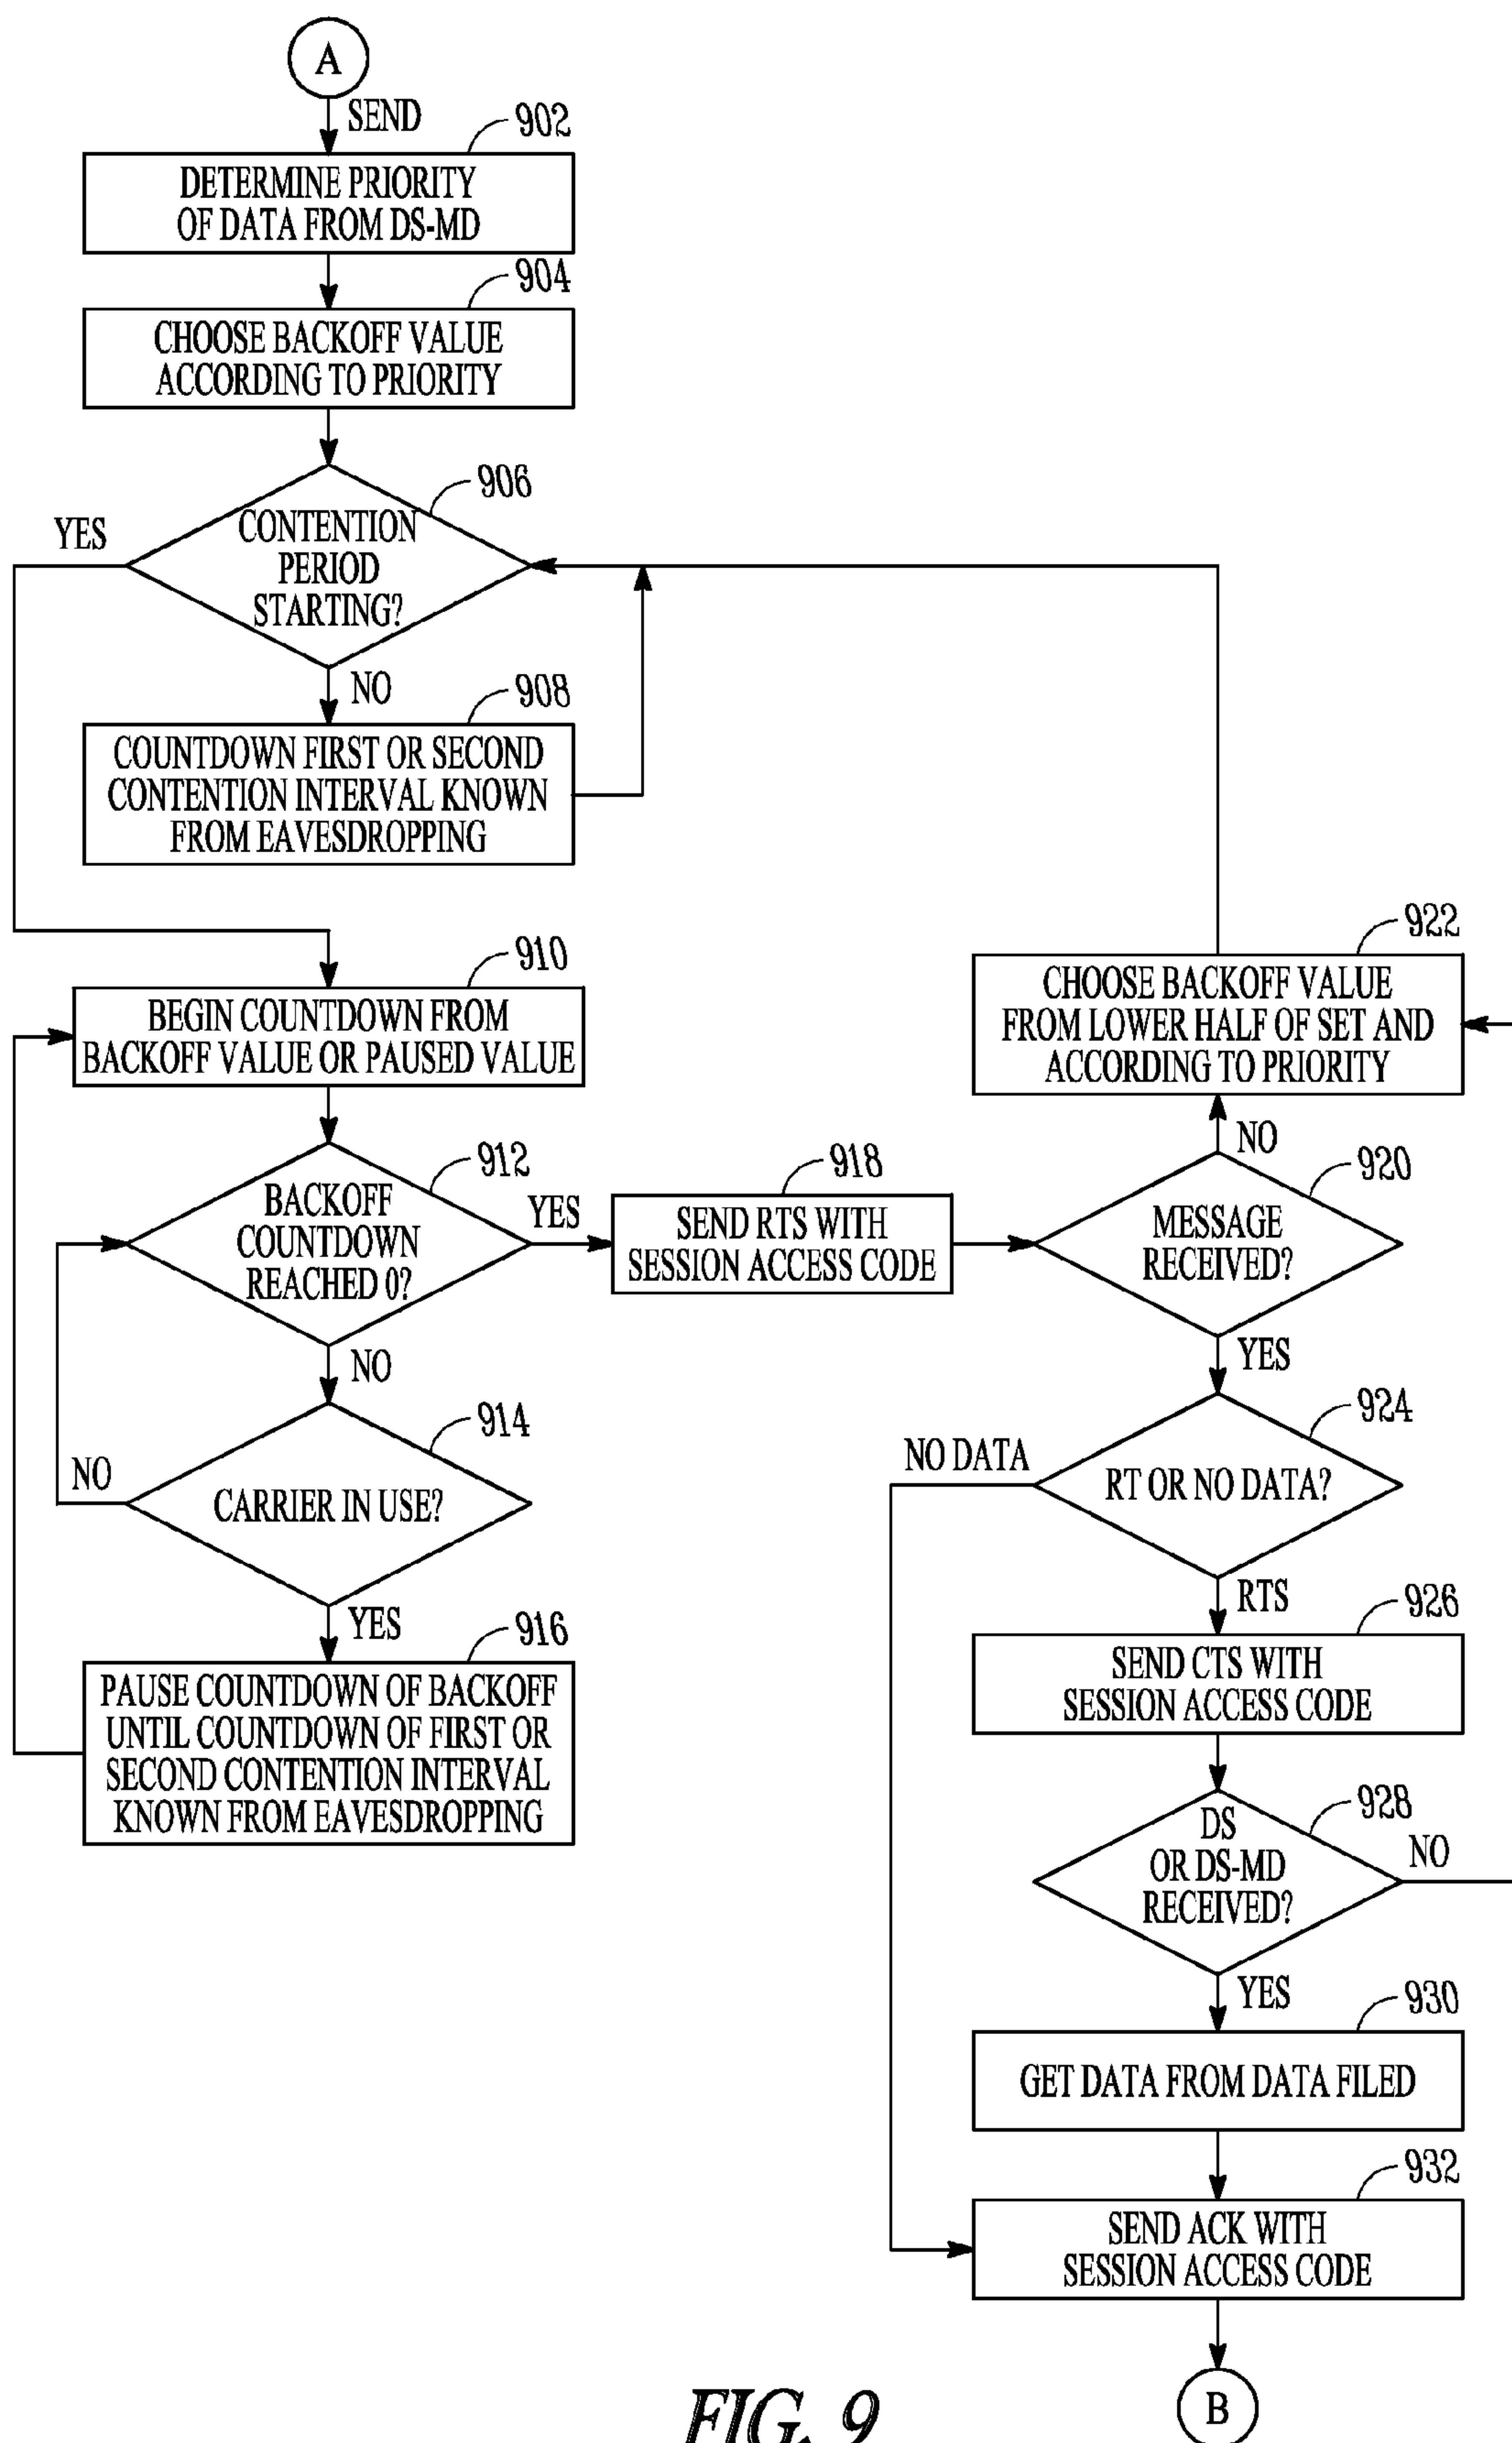 A
SEND
902
DETERMINE PRIORITY
OF DATA FROM DS-MD
904
CHOOSE BACKOFF VALUE
ACCORDING TO PRIORITY
906
YES
CONTENTION
PERIOD
STARTING?
NO
908
COUNTDOWN FIRST OR SECOND
CONTENTION INTERVAL KNOWN
FROM EAVESDROPPING
910
BEGIN COUNTDOWN FROM
BACKOFF VALUE OR PAUSED VALUE
912
BACKOFF
COUNTDOWN
REACHED 0?
YES
NO
914
NO
CARRIER IN USE?
YES
916
PAUSE COUNTDOWN OF BACKOFF
UNTIL COUNTDOWN OF FIRST OR
SECOND CONTENTION INTERVAL
KNOWN FROM EAVESDROPPING
918
SEND RTS WITH
SESSION ACCESS CODE
922
CHOOSE BACKOFF VALUE
FROM LOWER HALF OF SET AND
ACCORDING TO PRIORITY
NO
920
MESSAGE
RECEIVED?
YES
924
NO DATA
RT OR NO DATA?
RTS
926
SEND CTS WITH
SESSION ACCESS CODE
928
DS
OR DS-MD
RECEIVED?
NO
YES
930
GET DATA FROM DATA FILED
932
SEND ACK WITH
SESSION ACCESS CODE
B
FIG. 9